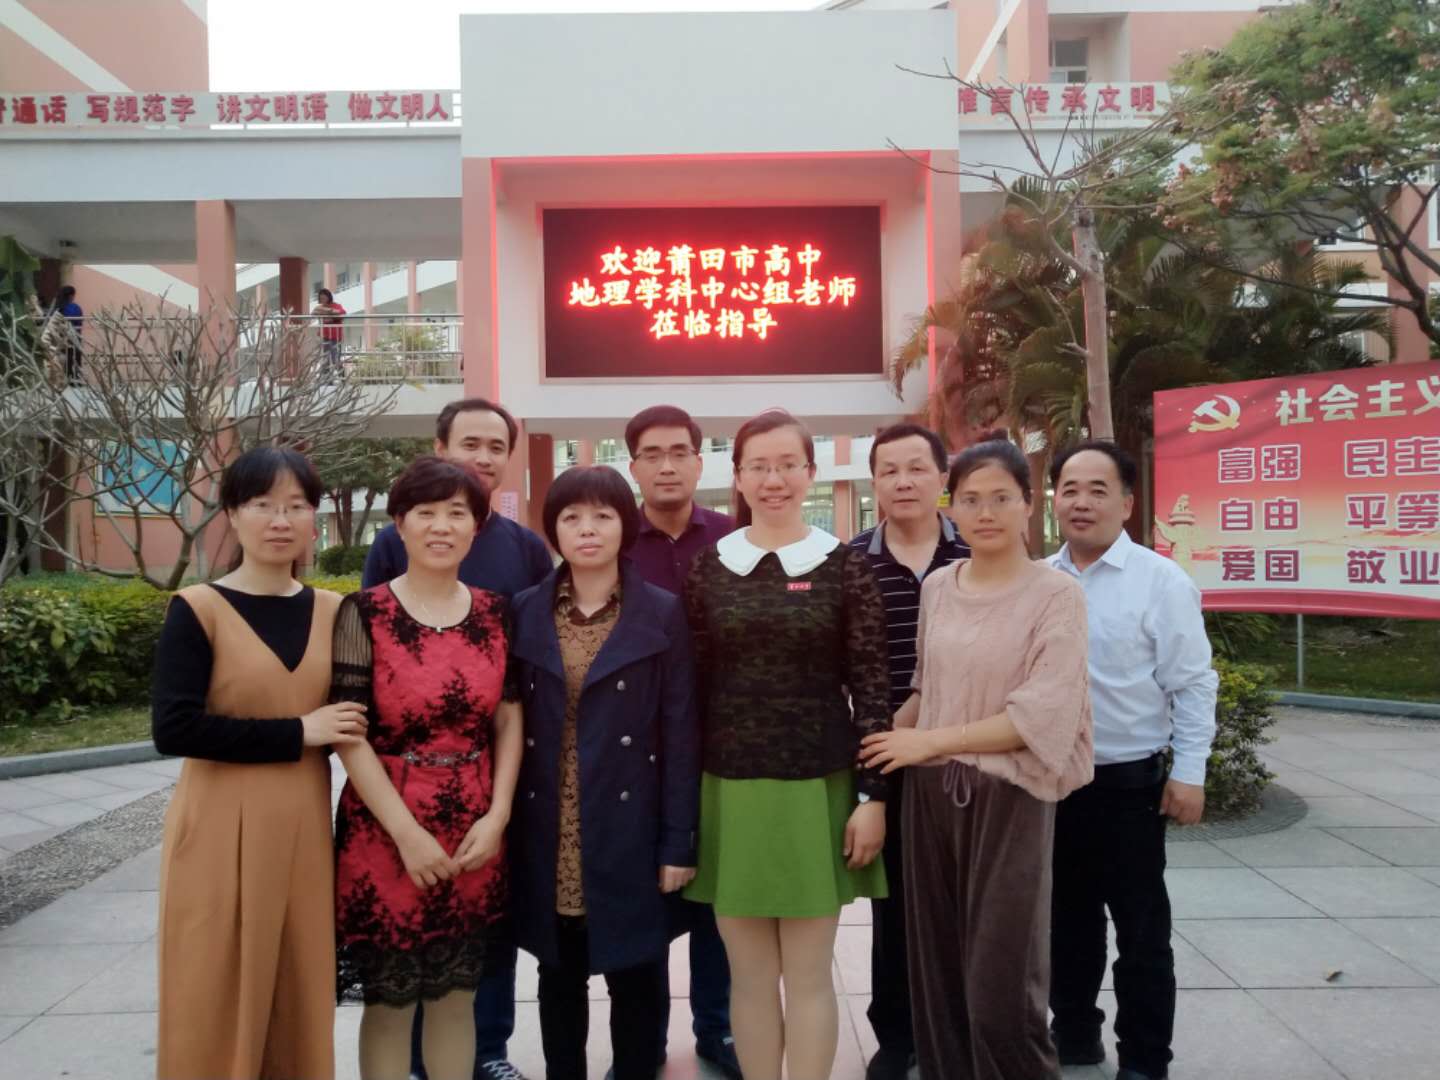 普通话 写规范字 讲文明语 做文明人
雅言传承文明
欢迎莆田市高中
地理学科中心组老师
莅临指导
社会主义
富强 民主
自由 平等
爱国 敬业